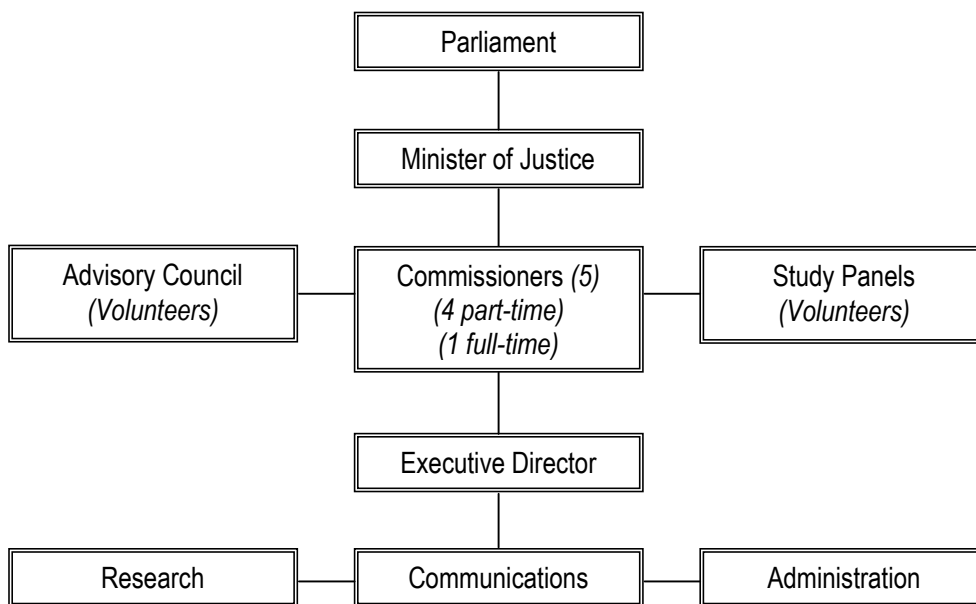 Parliament
Minister of Justice
Advisory Council
(Volunteers)
Commissioners (5)
(4 part-time)
(1 full-time)
Study Panels
(Volunteers)
Executive Director
Research
Communications
Administration